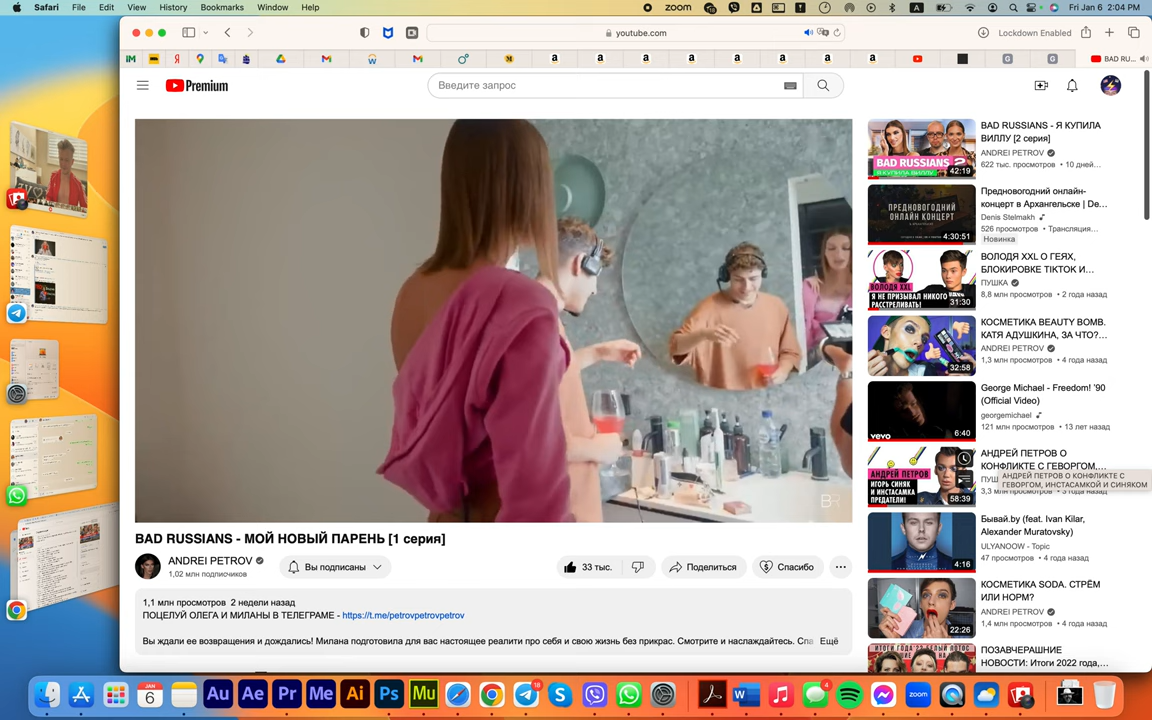 Safari File Edit View History Bookmarks Window Help
zoom
A
Fri Jan 6 2:04 PM
youtube.com
Lockdown Enabled
BAD RU...
Premium
Введите запрос
BR
BAD RUSSIANS - МОЙ НОВЫЙ ПАРЕНЬ [1 серия]
ANDREI PETROV
1,02 млн подписчиков
Вы подписаны
33 тыс.
Поделиться
Спасибо
1,1 млн просмотров 2 недели назад
ПОЦЕЛУЙ ОЛЕГА И МИЛАНЫ В ТЕЛЕГРАМЕ - https://t.me/petrovpetrovpetrov
Вы ждали ее возвращения и дождались! Милана подготовила для вас настоящее реалити про себя и свою жизнь без прикрас. Смотрите и наслаждайтесь. Спа Ещё
BAD RUSSIANS 2
Я КУПИЛА ВИЛЛУ
42:19
BAD RUSSIANS - Я КУПИЛА
ВИЛЛУ [2 серия]
ANDREI PETROV
622 тыс. просмотров • 10 дней...
ПРЕДНОВОГОДНИЙ
ОНЛАЙН КОНЦЕРТ
4:30:51
Предновогодний онлайн-
концерт в Архангельске | De...
Denis Stelmakh
526 просмотров • Трансляция...
Новинка
ВОЛОДЯ XXL
Я НЕ ПРИЗЫВАЛ НИКОГО
РАССТРЕЛИВАТЬ!
31:30
ВОЛОДЯ XXL О ГЕЯХ,
БЛОКИРОВКЕ TIKTOK И...
ПУШКА
8,8 млн просмотров • 2 года назад
32:58
КОСМЕТИКА BEAUTY BOMB.
КАТЯ АДУШКИНА, ЗА ЧТО?...
ANDREI PETROV
1,3 млн просмотров • 4 года назад
vevo
6:40
George Michael - Freedom! '90
(Official Video)
georgemichael
121 млн просмотров • 13 лет назад
АНДРЕЙ ПЕТРОВ
ИГОРЬ СИНЯК
И ИНСТАСАМКА
ПРЕДАТЕЛИ!
58:39
АНДРЕЙ ПЕТРОВ О
КОНФЛИКТЕ С ГЕВОРГОМ,...
АНДРЕЙ ПЕТРОВ О КОНФЛИКТЕ С
ГЕВОРГОМ, ИНСТАСАМКОЙ И СИНЯКОМ
4:16
Бывай.by (feat. Ivan Kilar,
Alexander Muratovsky)
ULYANOOW - Topic
47 просмотров • 4 года назад
22:26
КОСМЕТИКА SODA. СТРЁМ
ИЛИ НОРМ?
ANDREI PETROV
1,4 млн просмотров • 4 года назад
ПОЗАВЧЕРАШНИЕ
НОВОСТИ: Итоги 2022 года,...
JAN
6
Au Ae Pr Me Ai Ps Mu
18
W
4
zoom